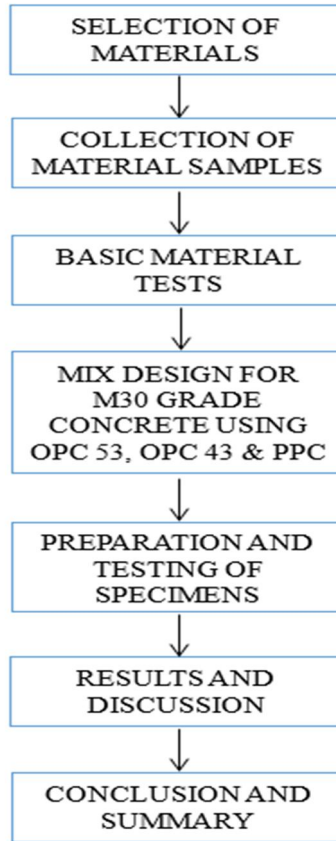 SELECTION OF
MATERIALS
COLLECTION OF
MATERIAL SAMPLES
BASIC MATERIAL
TESTS
MIX DESIGN FOR
M30 GRADE
CONCRETE USING
OPC 53, OPC 43 & PPC
PREPARATION AND
TESTING OF
SPECIMENS
RESULTS AND
DISCUSSION
CONCLUSION AND
SUMMARY